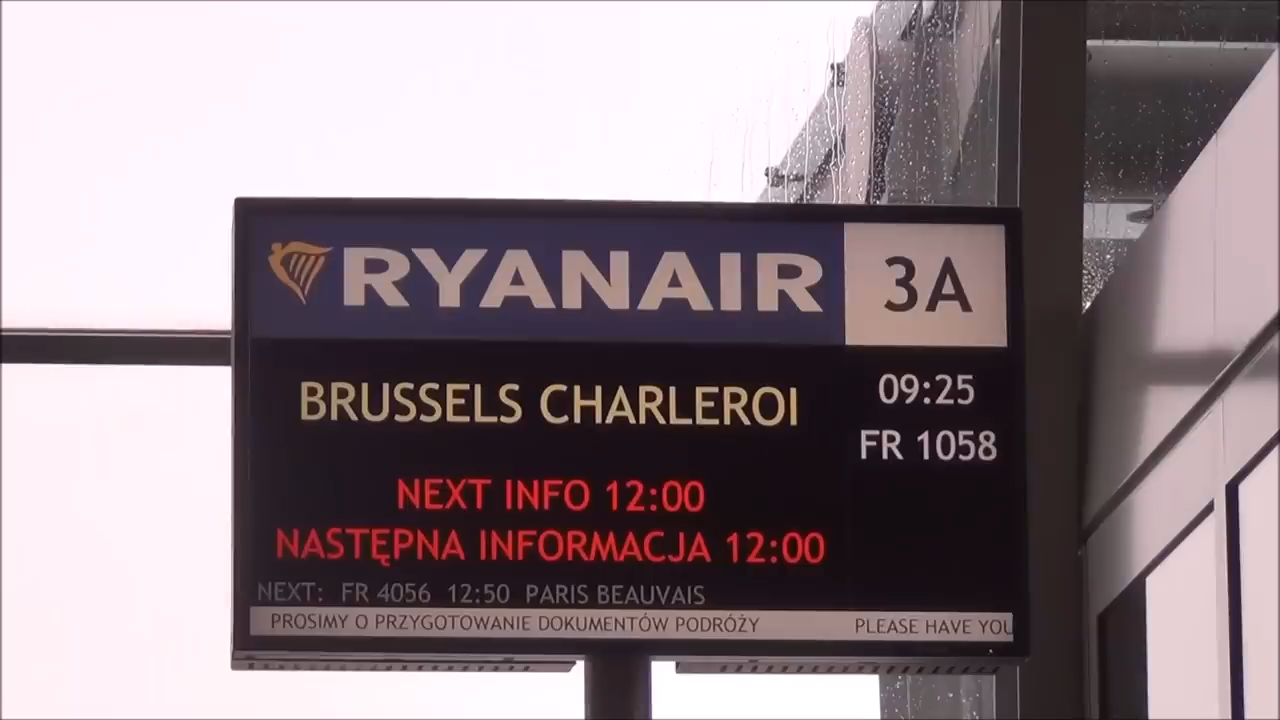 RYANAIR 3A
BRUSSELS CHARLEROI
09:25
FR 1058
NEXT INFO 12:00
NASTĘPNA INFORMACJA 12:00
NEXT: FR 4056 12:50 PARIS BEAUVAIS
PROSIMY O PRZYGOTOWANIE DOKUMENTÓW PODRÓŻY PLEASE HAVE YOU